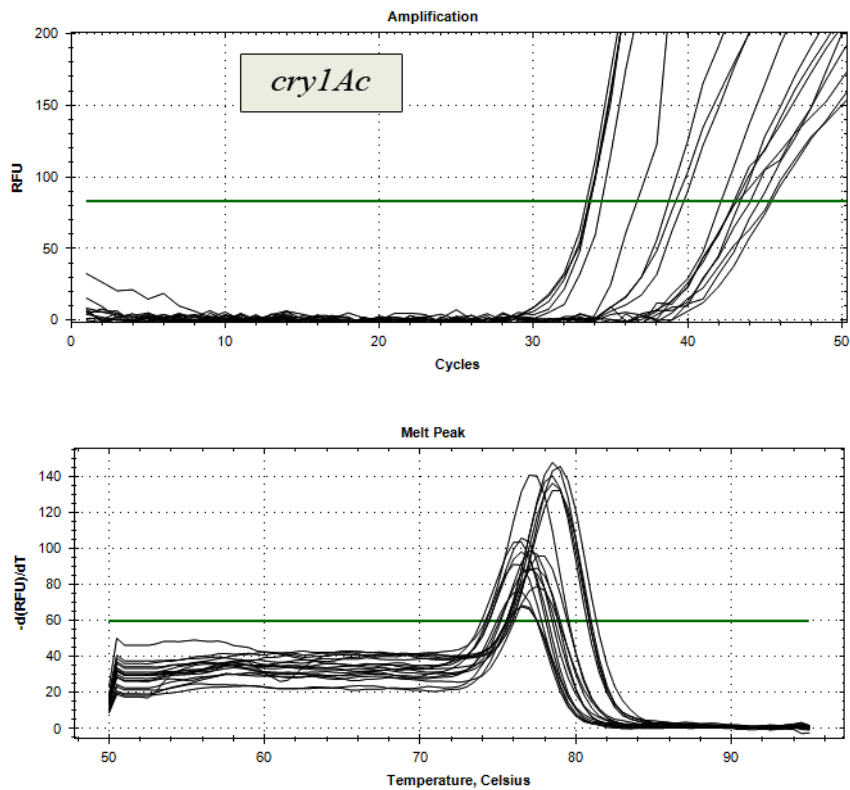 Amplification
200
150
100
50
0
RFU
cry1Ac
0 10 20 30 40 50
Cycles
Melt Peak
140
120
100
80
60
40
20
0
-d(RFU)/dT
50 60 70 80 90
Temperature, Celsius